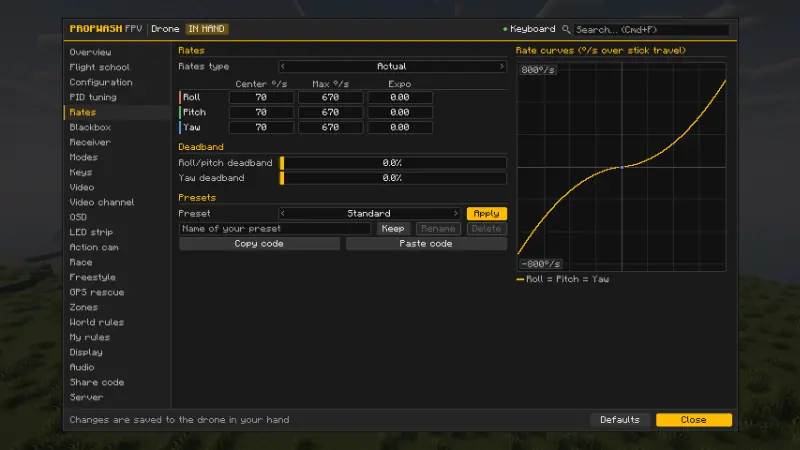 PROPWASH FPV Drone IN HAND Keyboard Search... (Cmd+F)
Overview
Flight school
Configuration
PID tuning
Rates
Blackbox
Receiver
Modes
Keys
Video
Video channel
OSD
LED strip
Action cam
Race
Freestyle
GPS rescue
Zones
World rules
My rules
Display
Audio
Share code
Server
Rates
Rates type < Actual >
Center º/s Max º/s Expo
Roll 70 670 0.00
Pitch 70 670 0.00
Yaw 70 670 0.00
Deadband
Roll/pitch deadband 0.0%
Yaw deadband 0.0%
Presets
Preset < Standard > Apply
Name of your preset Keep Rename Delete
Copy code Paste code
Rate curves (º/s over stick travel)
800º/s
-800º/s
Roll = Pitch = Yaw
Changes are saved to the drone in your hand Defaults Close